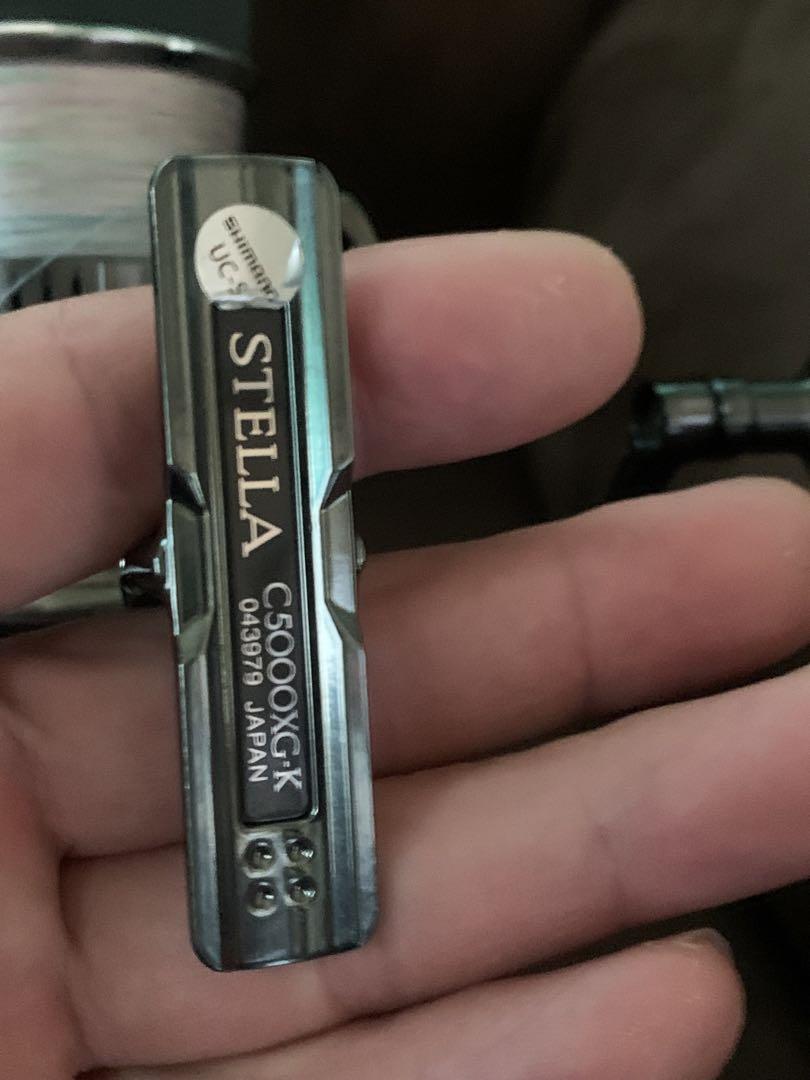 SHIMANO
UC-S
STELLA
C5000XG·K
043979 JAPAN